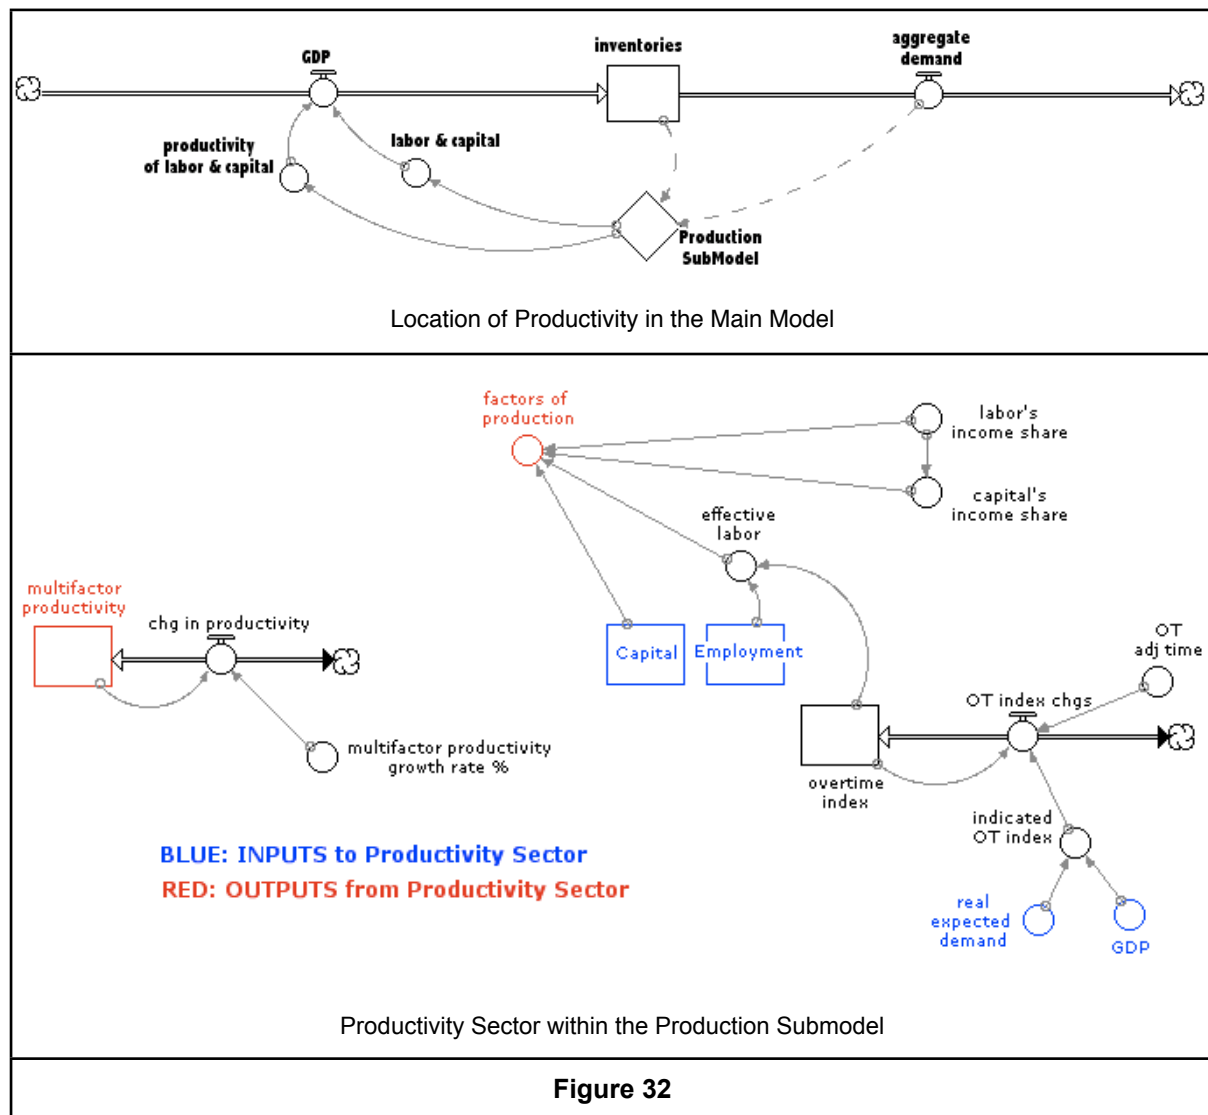 GDP
inventories
aggregate
demand
productivity
of labor & capital
labor & capital
Production
SubModel
Location of Productivity in the Main Model
factors of
production
labor's
income share
capital's
income share
effective
labor
multifactor
productivity
chg in productivity
Capital
Employment
OT
adj time
OT index chgs
multifactor productivity
growth rate %
overtime
index
indicated
OT index
BLUE: INPUTS to Productivity Sector
RED: OUTPUTS from Productivity Sector
real
expected
demand
GDP
Productivity Sector within the Production Submodel
Figure 32